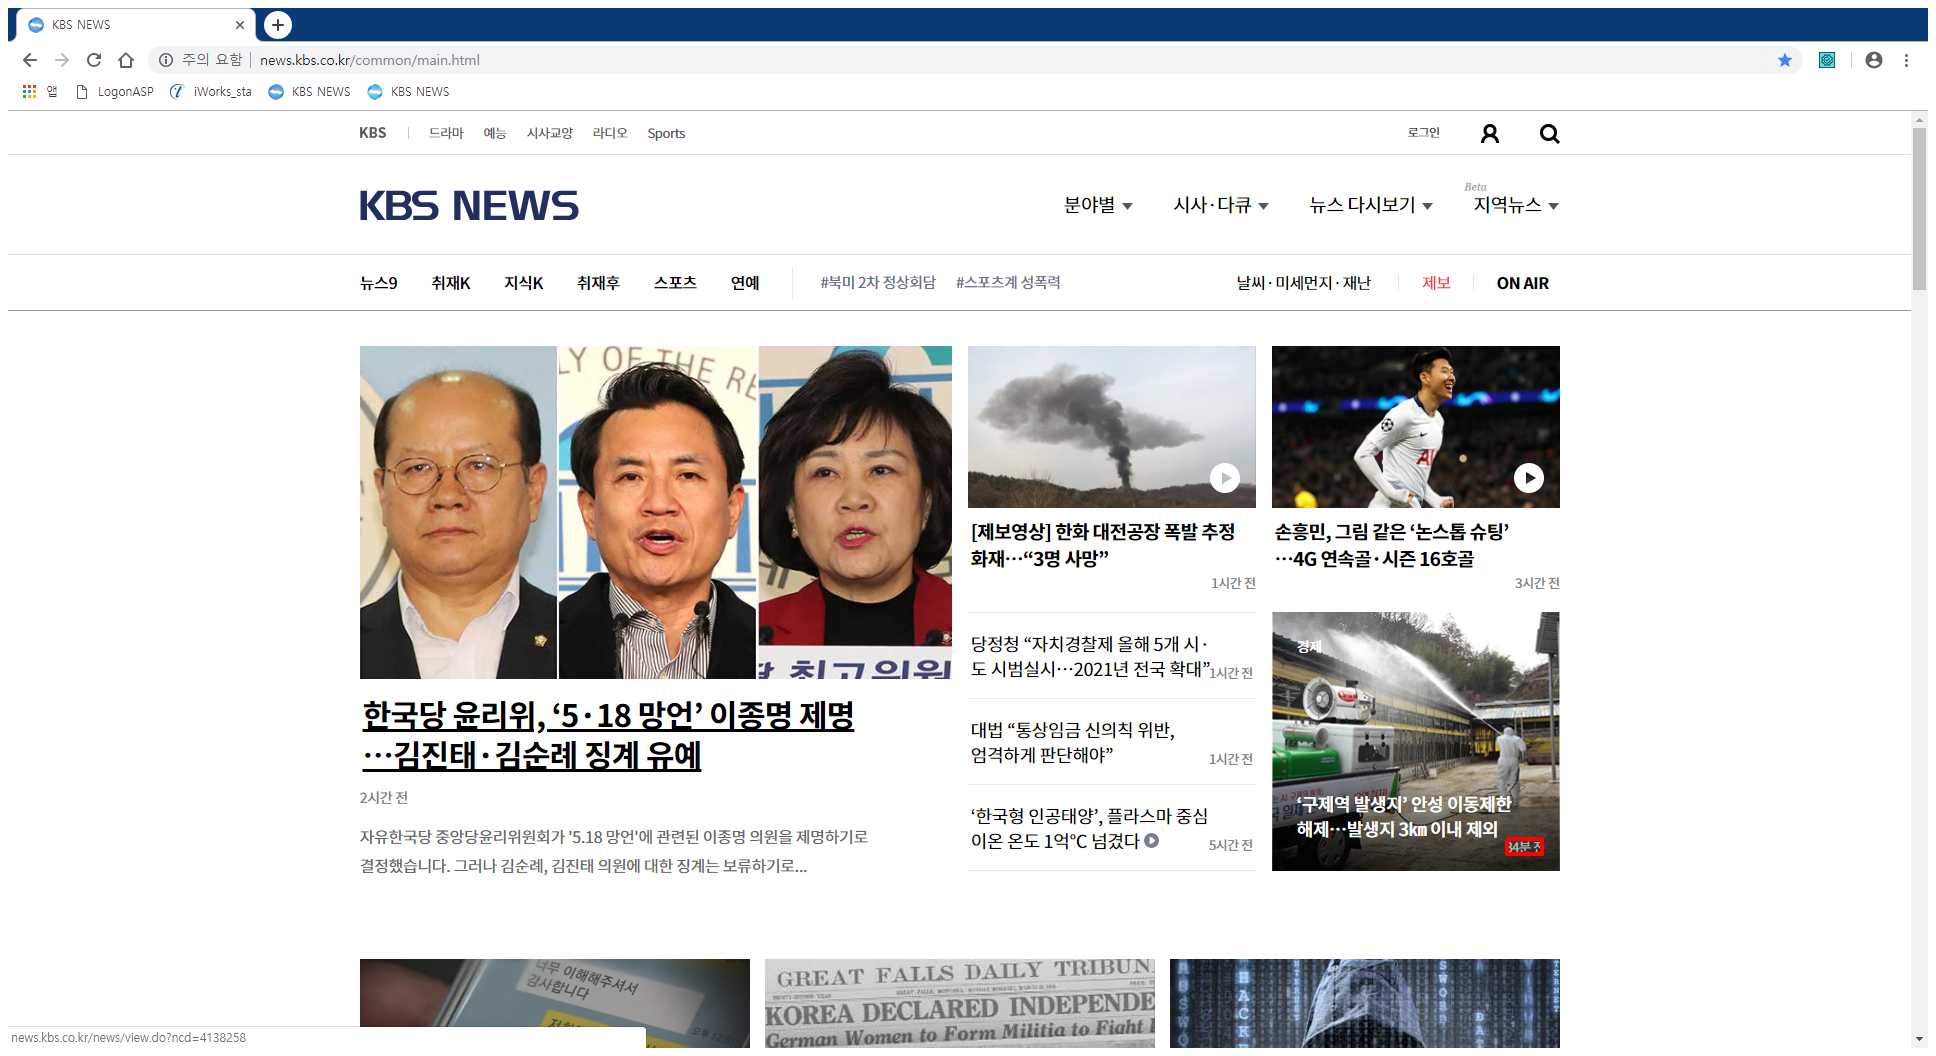 KBS NEWS
주의 요함 | news.kbs.co.kr/common/main.html
앱 LogonASP iWorks_sta KBS NEWS KBS NEWS
KBS 드라마 예능 시사교양 라디오 Sports 로그인
KBS NEWS
분야별 시사·다큐 뉴스 다시보기 Beta 지역뉴스
뉴스9 취재K 지식K 취재후 스포츠 연예 #북미 2차 정상회담 #스포츠계 성폭력 날씨·미세먼지·재난 제보 ON AIR
LY OF THE RE
최고위원
한국당 윤리위, ‘5·18 망언’ 이종명 제명
…김진태·김순례 징계 유예
2시간 전
자유한국당 중앙당윤리위원회가 '5.18 망언'에 관련된 이종명 의원을 제명하기로
결정했습니다. 그러나 김순례, 김진태 의원에 대한 징계는 보류하기로...
[제보영상] 한화 대전공장 폭발 추정
화재…“3명 사망”
1시간 전
당정청 “자치경찰제 올해 5개 시·
도 시범실시…2021년 전국 확대”
1시간 전
대법 “통상임금 신의칙 위반,
엄격하게 판단해야”
1시간 전
‘한국형 인공태양’, 플라스마 중심
이온 온도 1억℃ 넘겼다
5시간 전
AI
손흥민, 그림 같은 ‘논스톱 슈팅’
…4G 연속골·시즌 16호골
3시간 전
경제
‘구제역 발생지’ 안성 이동제한
해제…발생지 3㎞ 이내 제외
34분 전
너무 이해해주셔서
감사합니다
오후 12:51
GREAT FALLS DAILY TRIBUN
KOREA DECLARED INDEPENDE
German Women to Form Militia to Fight
HACKE
SWORD
DAT
news.kbs.co.kr/news/view.do?ncd=4138258